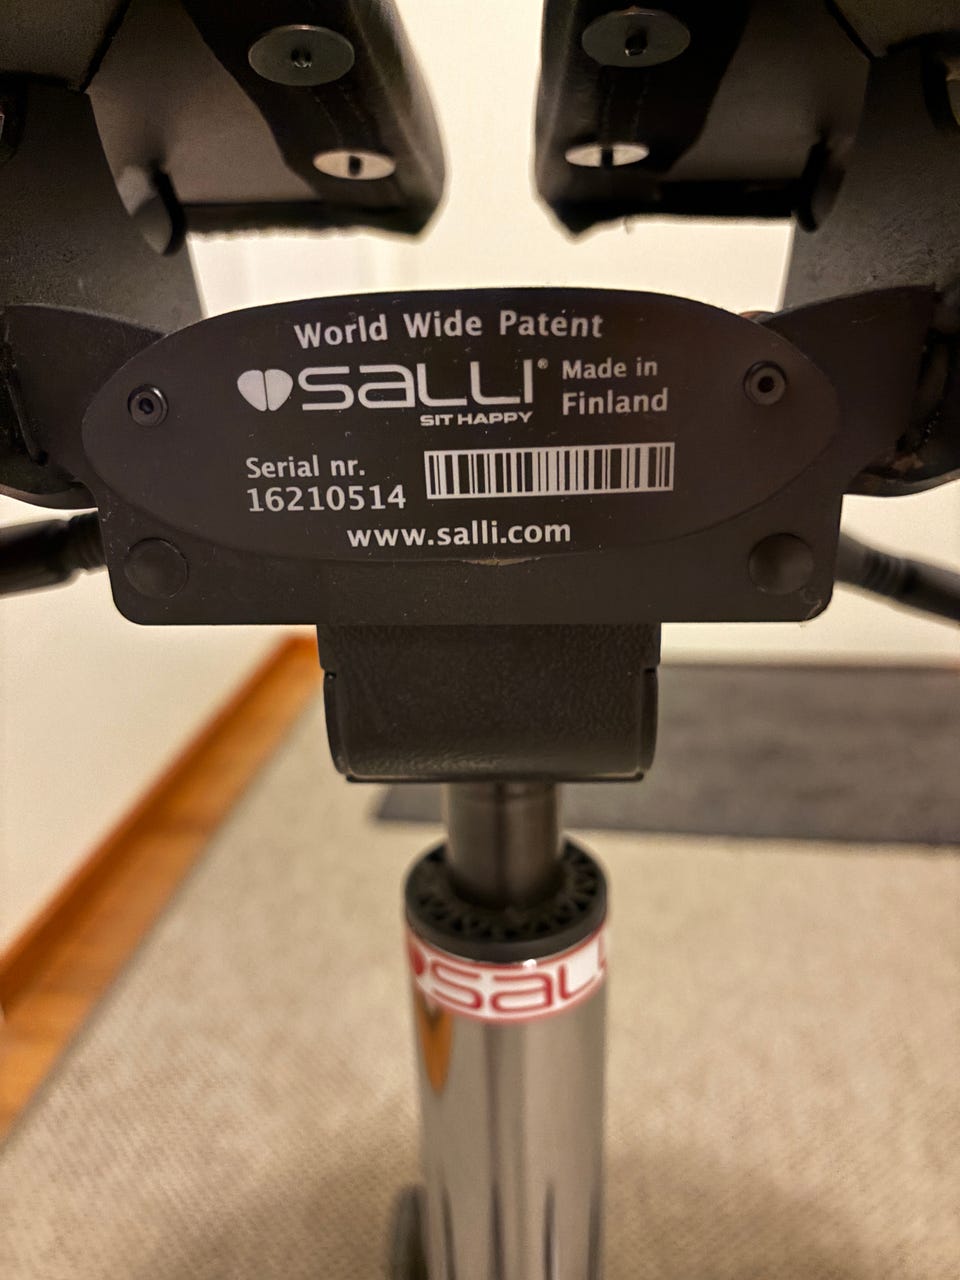 World Wide Patent
SALLI® Made in
SIT HAPPY Finland
Serial nr.
16210514
www.salli.com
SALLI